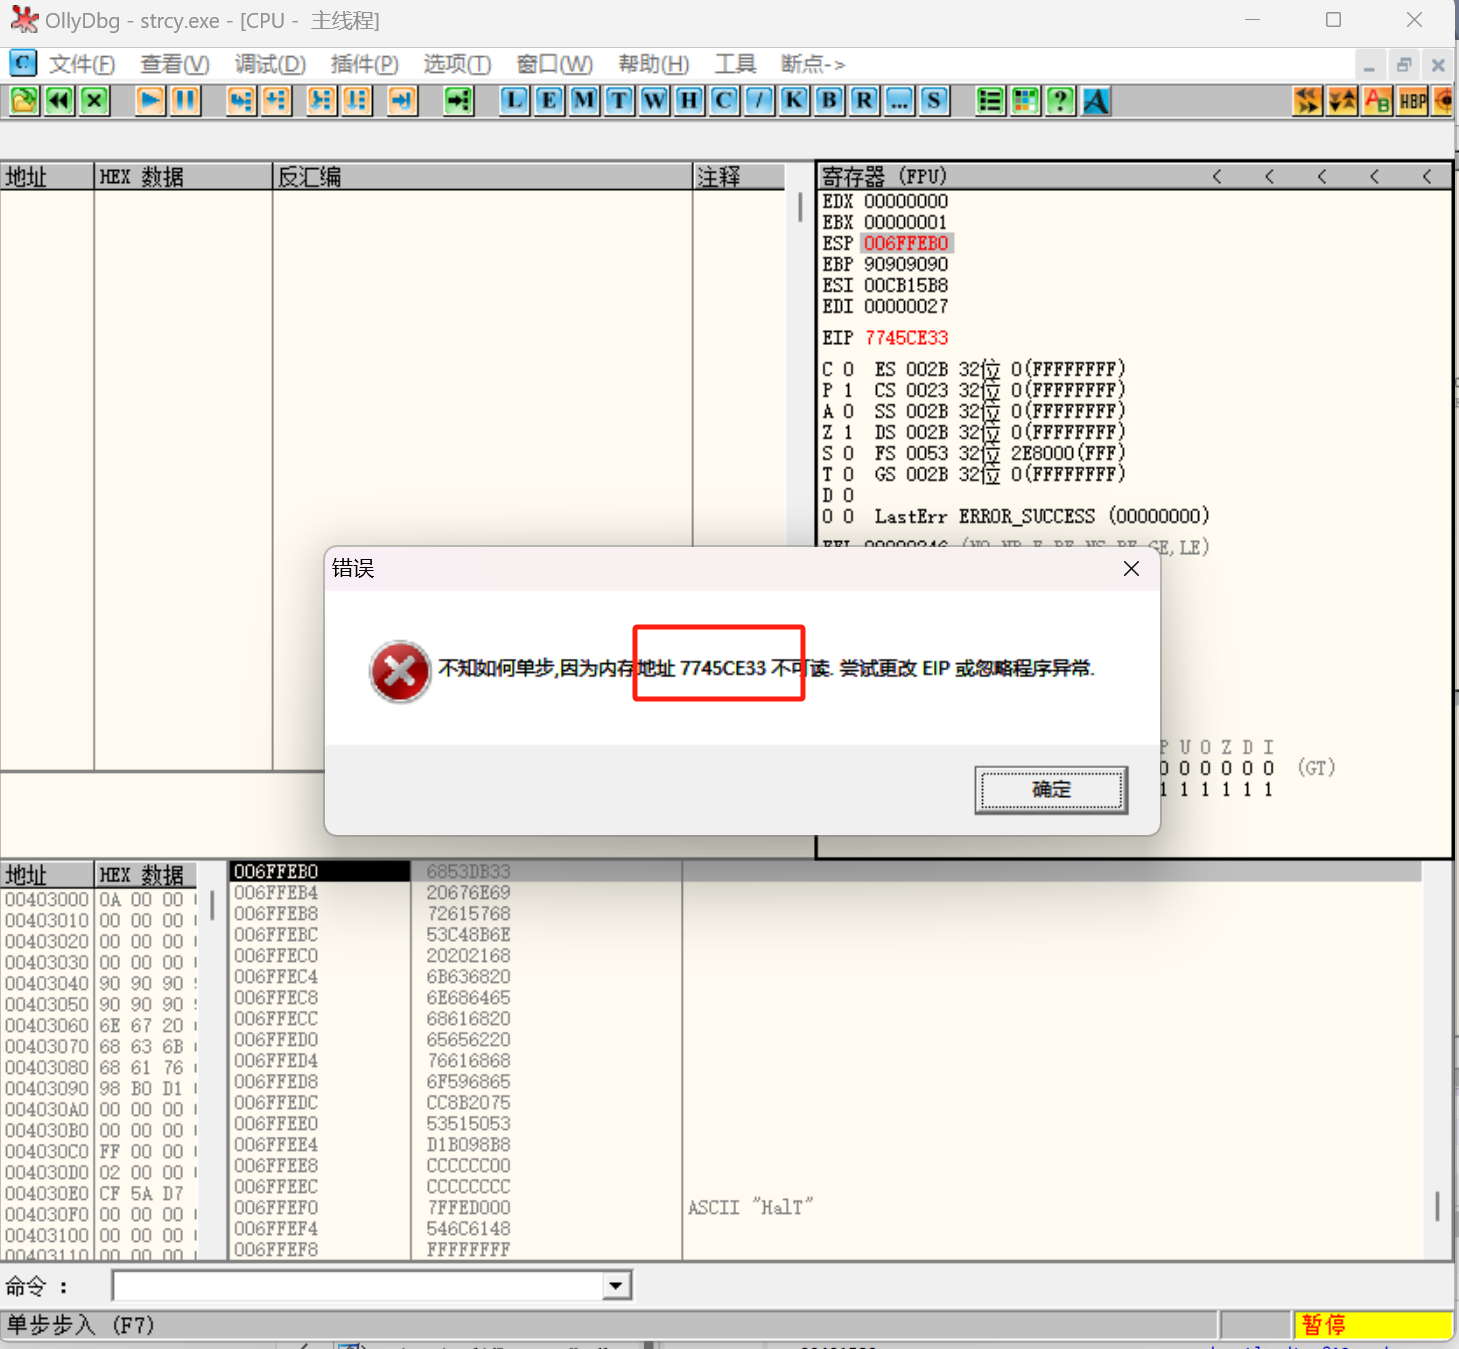 OllyDbg - strcy.exe - [CPU - 主线程]
文件(F) 查看(V) 调试(D) 插件(P) 选项(T) 窗口(W) 帮助(H) 工具 断点->
L E M T W H C / K B R ... S HBP
地址 HEX 数据 反汇编 注释 寄存器 (FPU) < < < < <
EDX 00000000
EBX 00000001
ESP 006FFEB0
EBP 90909090
ESI 00CB15B8
EDI 00000027
EIP 7745CE33
C 0 ES 002B 32位 0(FFFFFFFF)
P 1 CS 0023 32位 0(FFFFFFFF)
A 0 SS 002B 32位 0(FFFFFFFF)
Z 1 DS 002B 32位 0(FFFFFFFF)
S 0 FS 0053 32位 2E8000(FFF)
T 0 GS 002B 32位 0(FFFFFFFF)
D 0
O 0 LastErr ERROR_SUCCESS (00000000)
GE,LE)
错误
不知如何单步,因为内存地址 7745CE33 不可读. 尝试更改 EIP 或忽略程序异常.
确定
P U O Z D I
0 0 0 0 0 0 (GT)
1 1 1 1 1 1
地址 HEX 数据
00403000 0A 00 00
00403010 00 00 00
00403020 00 00 00
00403030 00 00 00
00403040 90 90 90
00403050 90 90 90
00403060 6E 67 20
00403070 68 63 6B
00403080 68 61 76
00403090 98 B0 D1
004030A0 00 00 00
004030B0 00 00 00
004030C0 FF 00 00
004030D0 02 00 00
004030E0 CF 5A D7
004030F0 00 00 00
00403100 00 00 00
00403110 00 00 00
006FFEB0 6853DB33
006FFEB4 20676E69
006FFEB8 72615768
006FFEBC 53C48B6E
006FFEC0 20202168
006FFEC4 6B636820
006FFEC8 6E686465
006FFECC 68616820
006FFED0 65656220
006FFED4 76616868
006FFED8 6F596865
006FFEDC CC8B2075
006FFEE0 53515053
006FFEE4 D1B098B8
006FFEE8 CCCCCC00
006FFEEC CCCCCCCC
006FFEF0 7FFED000 ASCII "HalT"
006FFEF4 546C6148
006FFEF8 FFFFFFFF
命令 :
单步步入 (F7) 暂停